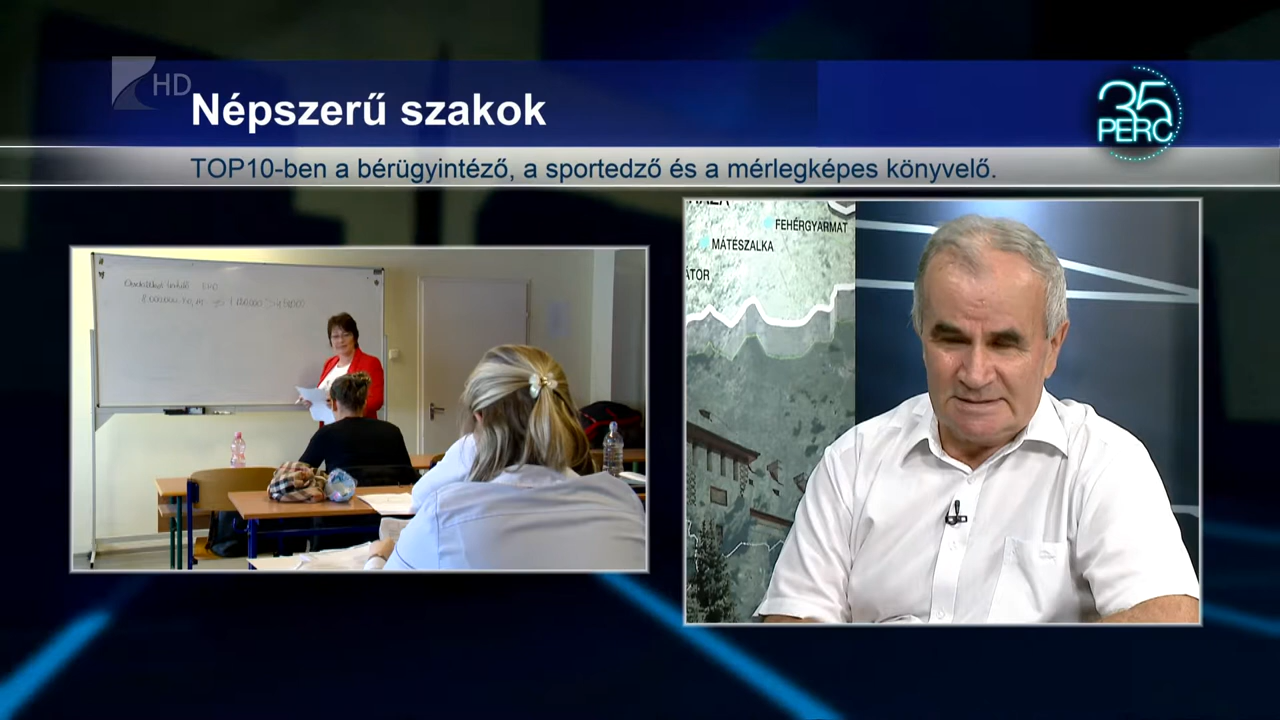 HD
Népszerű szakok
35
PERC
TOP10-ben a bérügyintéző, a sportedző és a mérlegképes könyvelő.
FEHÉRGYARMAT
MÁTÉSZALKA
ÁTOR